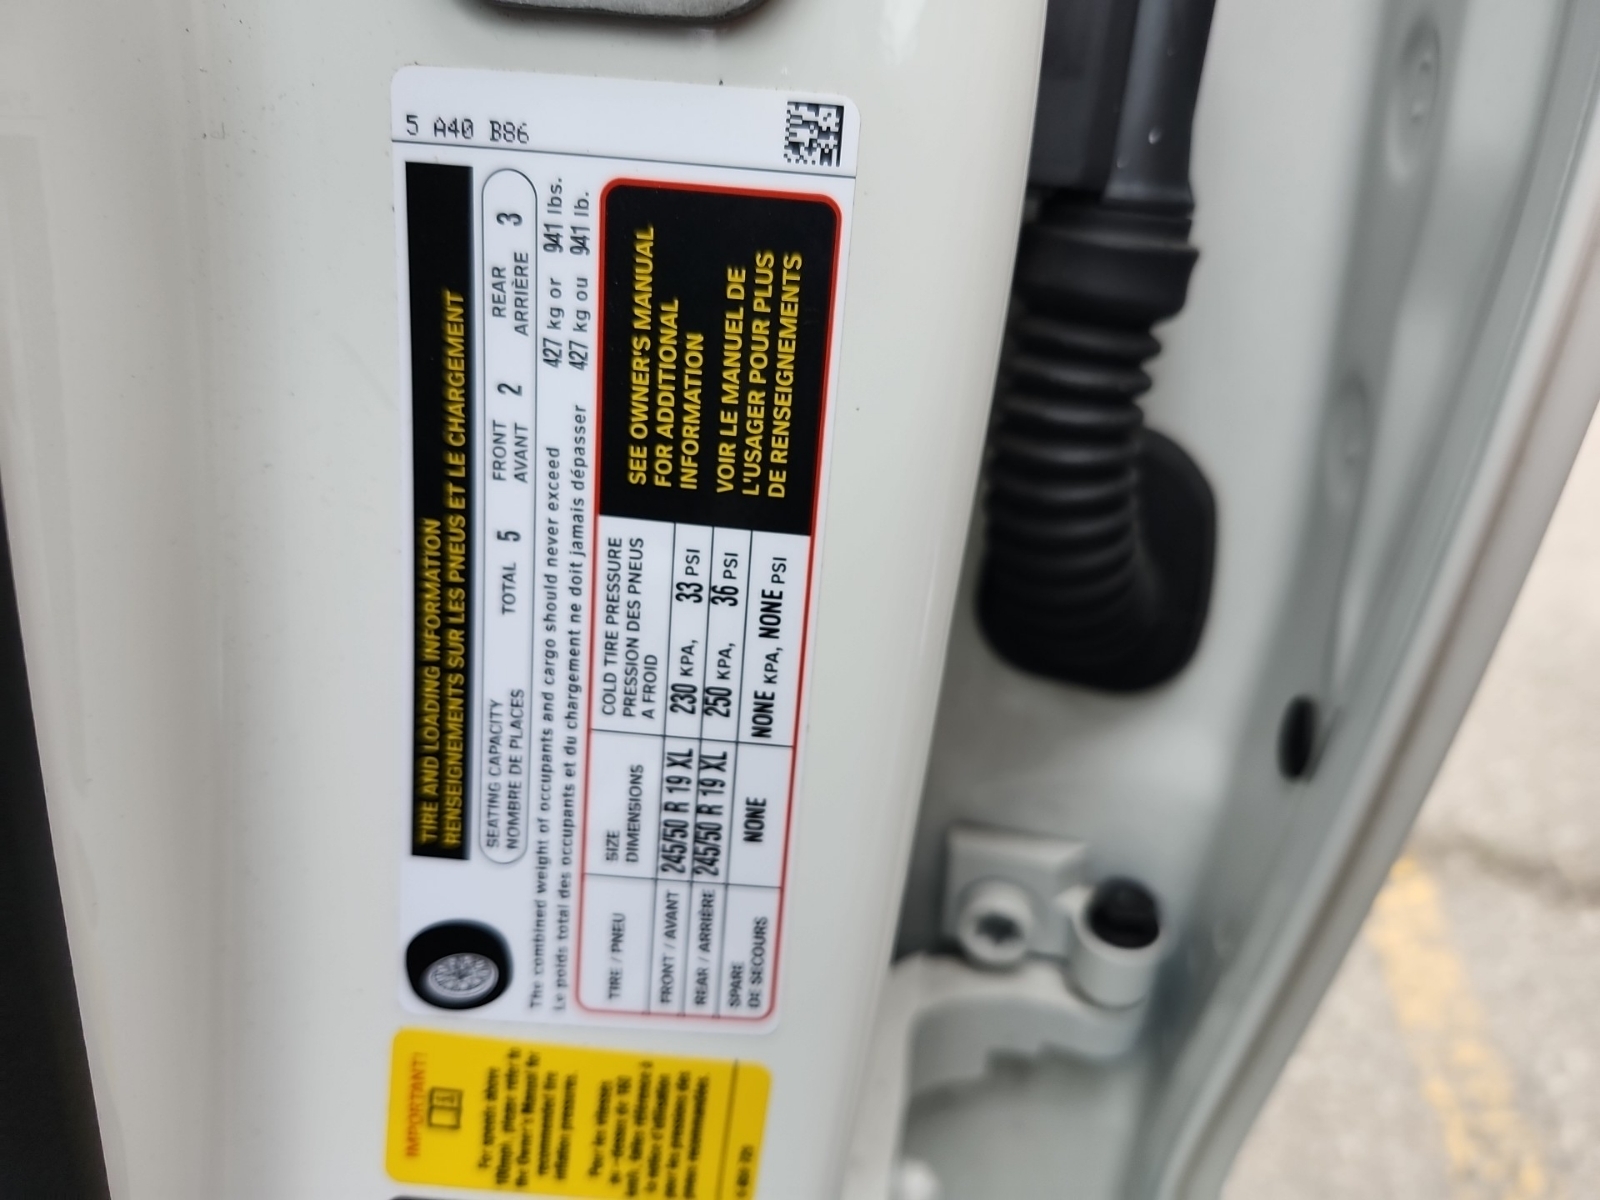 5 A40 B86
TIRE AND LOADING INFORMATION
RENSEIGNEMENTS SUR LES PNEUS ET LE CHARGEMENT
SEATING CAPACITY TOTAL 5 FRONT 2 REAR 3
NOMBRE DE PLACES AVANT ARRIÈRE
The combined weight of occupants and cargo should never exceed 427 kg or 941 lbs.
Le poids total des occupants et du chargement ne doit jamais dépasser 427 kg ou 941 lb.
TIRE / PNEU
SIZE
DIMENSIONS
COLD TIRE PRESSURE
PRESSION DES PNEUS
A FROID
FRONT / AVANT 245/50 R 19 XL 230 KPA, 33 PSI
REAR / ARRIÈRE 245/50 R 19 XL 250 KPA, 36 PSI
SPARE
DE SECOURS NONE NONE KPA, NONE PSI
SEE OWNER'S MANUAL
FOR ADDITIONAL
INFORMATION
VOIR LE MANUEL DE
L'USAGER POUR PLUS
DE RENSEIGNEMENTS
IMPORTANT!